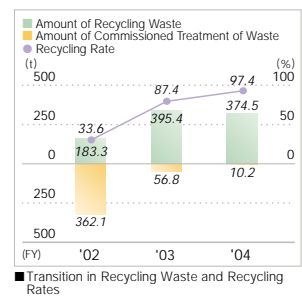 Amount of Recycling Waste
Amount of Commissioned Treatment of Waste
Recycling Rate
(t) (%)
500 97.4 100
87.4
374.5
250 395.4 50
33.6
183.3
0 0
56.8 10.2
250
362.1
500
(FY) '02 '03 '04
■Transition in Recycling Waste and Recycling
Rates